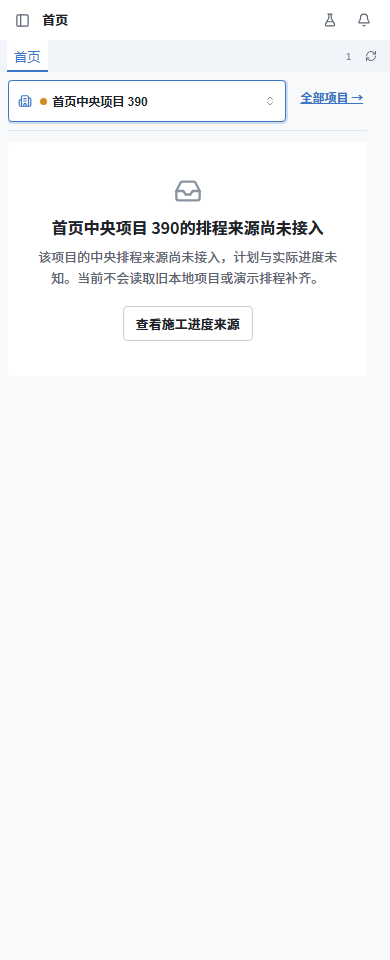 首页
首页
1
首页中央项目 390
全部项目 →
首页中央项目 390的排程来源尚未接入
该项目的中央排程来源尚未接入，计划与实际进度未
知。当前不会读取旧本地项目或演示排程补齐。
查看施工进度来源